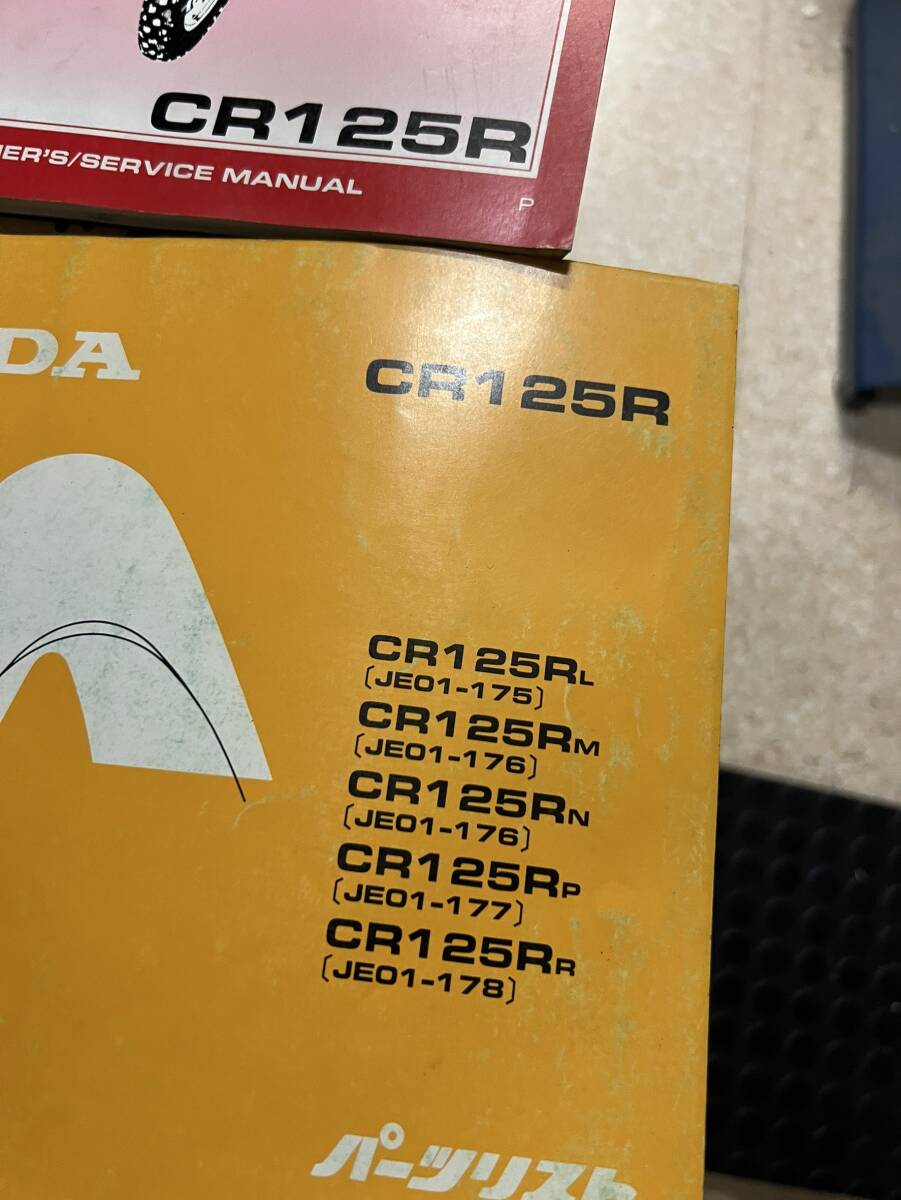 CR125R
ER'S/SERVICE MANUAL
P
DA
CR125R
CR125RL
〔JE01-175〕
CR125RM
〔JE01-176〕
CR125RN
〔JE01-176〕
CR125RP
〔JE01-177〕
CR125RR
〔JE01-178〕
パーツリスト